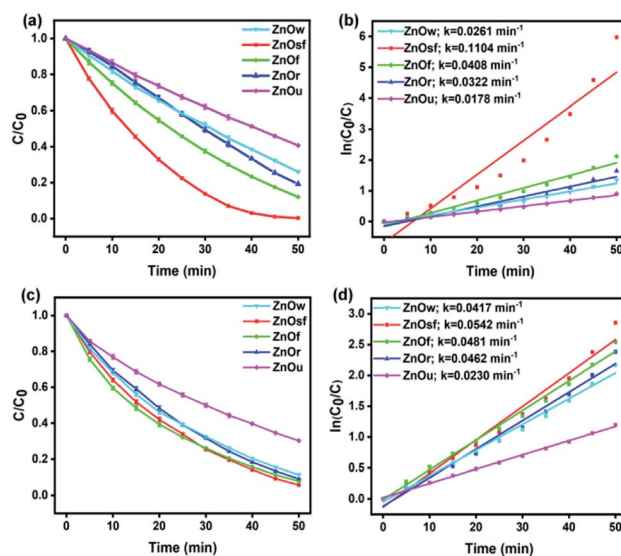 (a)
ZnOw
ZnOsf
ZnOf
ZnOr
ZnOu
C/C₀
1.0
0.8
0.6
0.4
0.2
0.0
0 10 20 30 40 50
Time (min)
(b)
ZnOw; k=0.0261 min⁻¹
ZnOsf; k=0.1104 min⁻¹
ZnOf; k=0.0408 min⁻¹
ZnOr; k=0.0322 min⁻¹
ZnOu; k=0.0178 min⁻¹
ln(C₀/C)
6
5
4
3
2
1
0
0 10 20 30 40 50
Time (min)
(c)
ZnOw
ZnOsf
ZnOf
ZnOr
ZnOu
C/C₀
1.0
0.8
0.6
0.4
0.2
0.0
0 10 20 30 40 50
Time (min)
(d)
ZnOw; k=0.0417 min⁻¹
ZnOsf; k=0.0542 min⁻¹
ZnOf; k=0.0481 min⁻¹
ZnOr; k=0.0462 min⁻¹
ZnOu; k=0.0230 min⁻¹
ln(C₀/C)
3.0
2.5
2.0
1.5
1.0
0.5
0.0
0 10 20 30 40 50
Time (min)